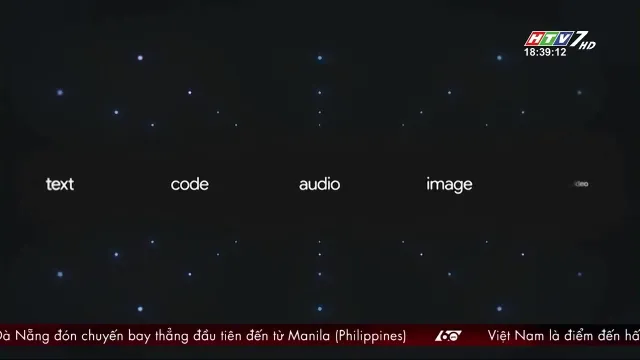 HTV7 HD
18:39:12
text code audio image
Đà Nẵng đón chuyến bay thẳng đầu tiên đến từ Manila (Philippines) 60 Việt Nam là điểm đến hấ